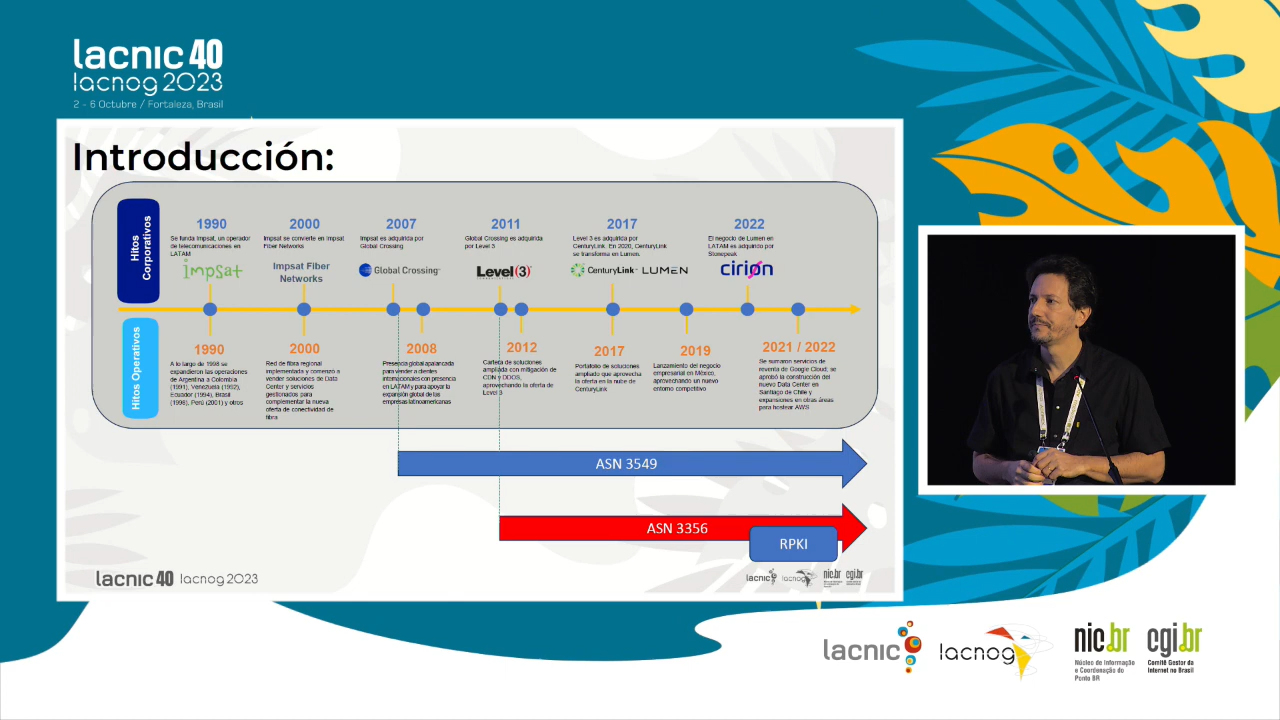 lacnic 40
lacnog 2023
2 - 6 Octubre / Fortaleza, Brasil
Introducción:
Hitos
Corporativos
1990
Se funda Impsat, un operador
de telecomunicaciones en
LATAM
impsat
2000
Impsat se convierte en Impsat
Fiber Networks
Impsat Fiber
Networks
2007
Impsat es adquirida por
Global Crossing
Global Crossing
2011
Global Crossing es adquirida
por Level 3
Level(3)
2017
Level 3 es adquirida por
CenturyLink. En 2020, CenturyLink
se transforma en Lumen.
CenturyLink LUMEN
2022
El negocio de Lumen en
LATAM es adquirido por
Stonepeak
cirion
Hitos Operativos
1990
A lo largo de 1998 se
expandieron las operaciones
de Argentina a Colombia
(1991), Venezuela (1992),
Ecuador (1994), Brasil
(1998), Perú (2001) y otros
2000
Red de fibra regional
implementada y comenzó a
vender soluciones de Data
Center y servicios
gestionados para
complementar la nueva
oferta de conectividad de
fibra
2008
Presencia global apalancada
para vender a clientes
internacionales con presencia
en LATAM y para apoyar la
expansión global de las
empresas latinoamericanas
2012
Cartera de soluciones
ampliada con mitigación de
CDN y DDOS,
aprovechando la oferta de
Level 3
2017
Portafolio de soluciones
ampliado que aprovecha
la oferta en la nube de
CenturyLink
2019
Lanzamiento del negocio
empresarial en México,
aprovechando un nuevo
entorno competitivo
2021 / 2022
Se sumaron servicios de
reventa de Google Cloud; se
aprobó la construcción del
nuevo Data Center en
Santiago de Chile y
expansiones en otras áreas
para hostear AWS
ASN 3549
ASN 3356
RPKI
lacnic 40 lacnog 2023
lacnic lacnog nic.br cgi.br
lacnic
lacnog
nic.br
Núcleo de Informação
e Coordenação do
Ponto BR
cgi.br
Comitê Gestor da
Internet no Brasil